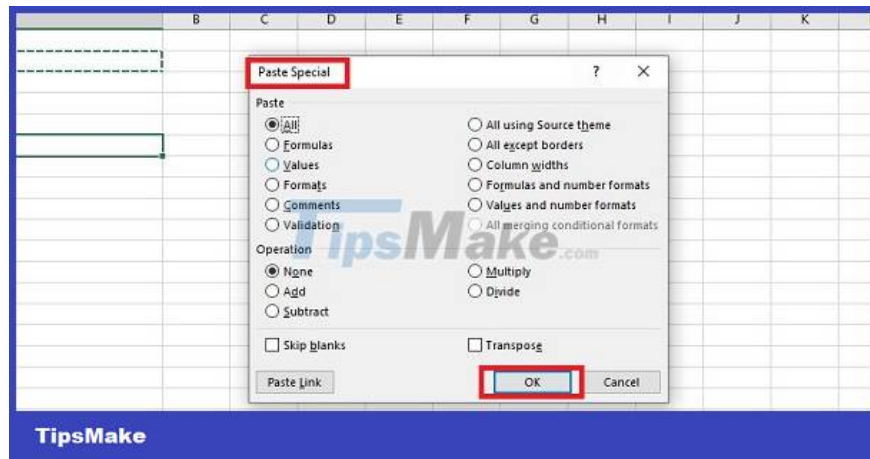 B C D E F G H I J K
Paste Special ? ×
Paste
All All using Source theme
Formulas All except borders
Values Column widths
Formats Formulas and number formats
Comments Values and number formats
Validation All merging conditional formats
TipsMake.com
Operation
None Multiply
Add Divide
Subtract
Skip blanks Transpose
Paste Link OK Cancel
TipsMake